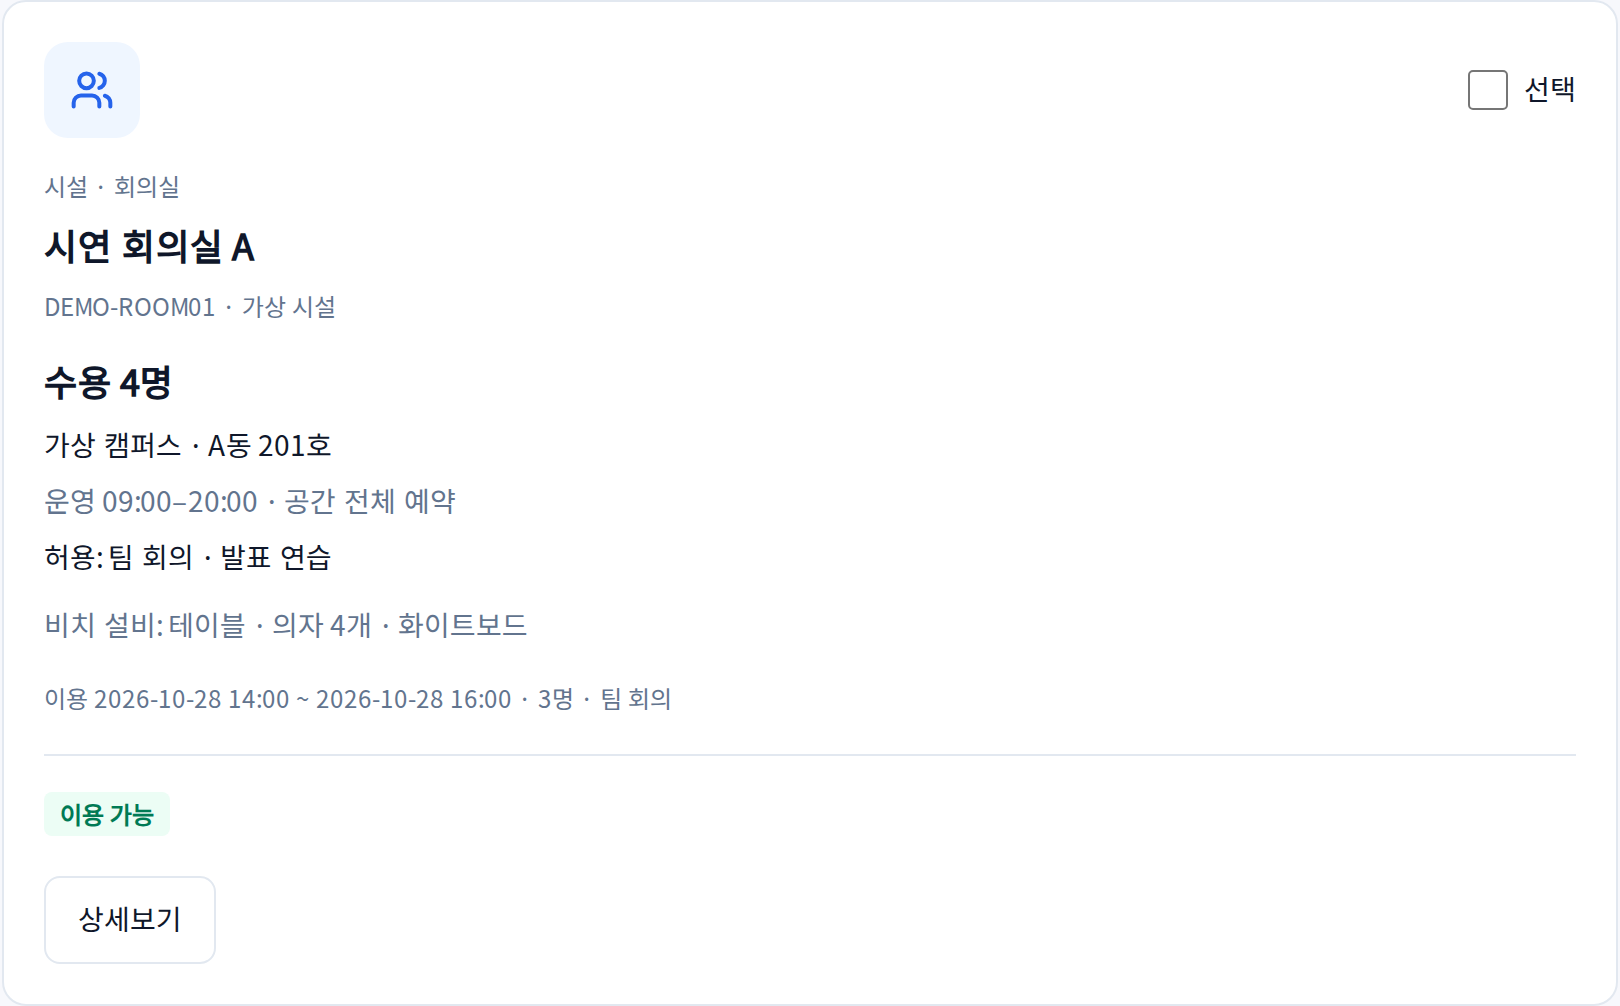 선택
시설 · 회의실
시연 회의실 A
DEMO-ROOM01 · 가상 시설
수용 4명
가상 캠퍼스 · A동 201호
운영 09:00–20:00 · 공간 전체 예약
허용: 팀 회의 · 발표 연습
비치 설비: 테이블 · 의자 4개 · 화이트보드
이용 2026-10-28 14:00 ~ 2026-10-28 16:00 · 3명 · 팀 회의
이용 가능
상세보기